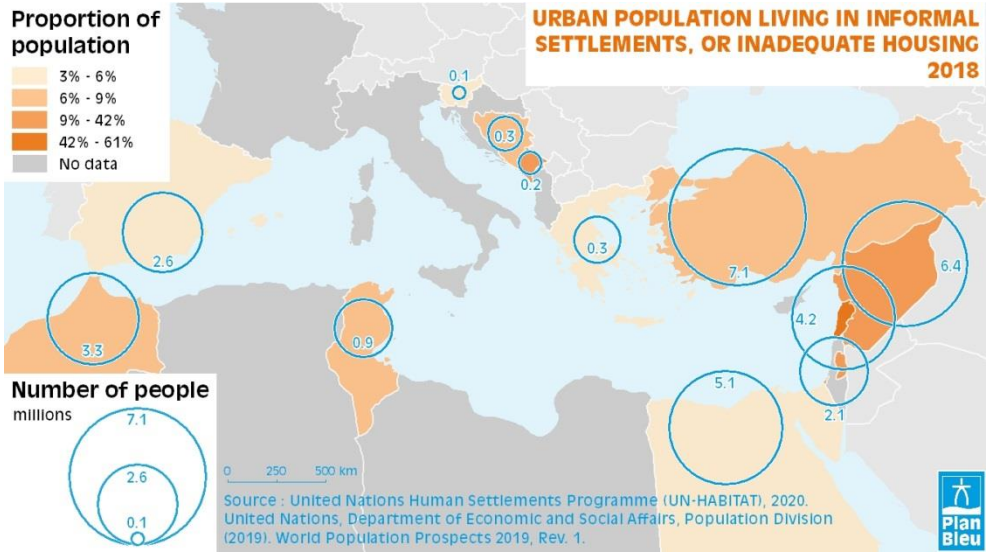 Proportion of
population
3% - 6%
6% - 9%
9% - 42%
42% - 61%
No data
URBAN POPULATION LIVING IN INFORMAL
SETTLEMENTS, OR INADEQUATE HOUSING
2018
0.1
0.3
0.2
2.6
0.3
7.1
6.4
3.3
0.9
4.2
5.1
2.1
Number of people
millions
7.1
2.6
0.1
0 250 500 km
Source : United Nations Human Settlements Programme (UN-HABITAT), 2020.
United Nations, Department of Economic and Social Affairs, Population Division
(2019). World Population Prospects 2019, Rev. 1.
Plan
Bleu